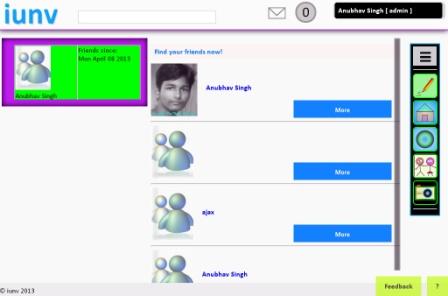 iunv
0
Anubhav Singh [ admin ]
Friends since:
Mon April 08 2013
Anubhav Singh
Find your friends now!
Anubhav Singh
More
More
ajax
More
Anubhav Singh
© iunv 2013
Feedback
?